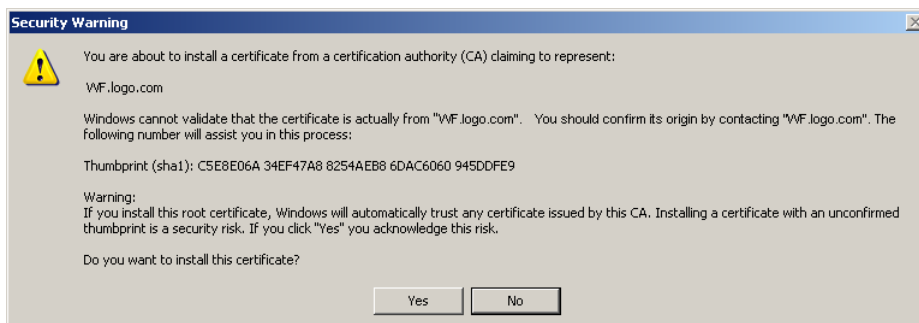 Security Warning
You are about to install a certificate from a certification authority (CA) claiming to represent:
WF.logo.com
Windows cannot validate that the certificate is actually from "WF.logo.com". You should confirm its origin by contacting "WF.logo.com". The
following number will assist you in this process:
Thumbprint (sha1): C5E8E06A 34EF47A8 8254AEB8 6DAC6060 945DDFE9
Warning:
If you install this root certificate, Windows will automatically trust any certificate issued by this CA. Installing a certificate with an unconfirmed
thumbprint is a security risk. If you click "Yes" you acknowledge this risk.
Do you want to install this certificate?
Yes No